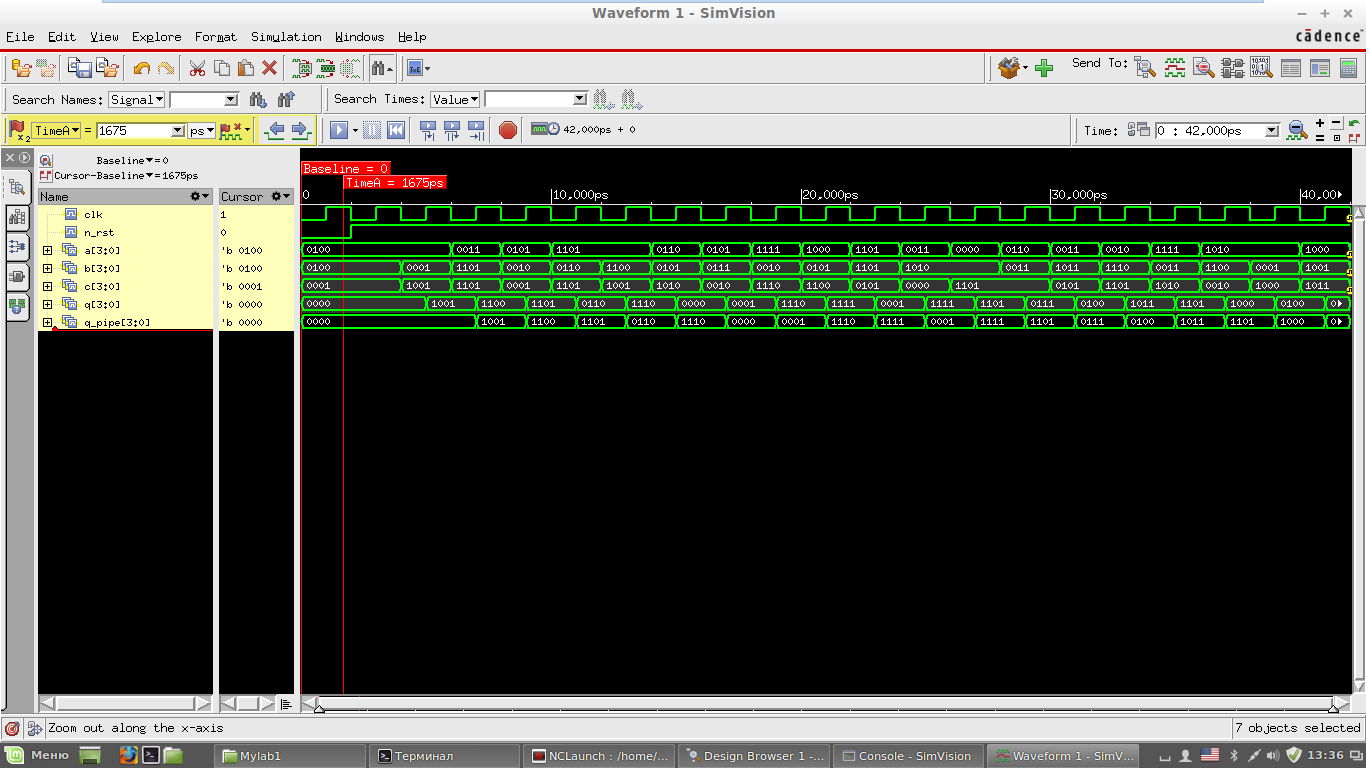 Waveform 1 - SimVision
File Edit View Explore Format Simulation Windows Help
cādence
Send To:
Search Names: Signal
Search Times: Value
TimeA = 1675 ps
42,000ps + 0
Time: 0 : 42,000ps
Baseline = 0
Cursor-Baseline = 1675ps
Baseline = 0
TimeA = 1675ps
Name Cursor
0 10,000ps 20,000ps 30,000ps 40,00
clk 1
n_rst 0
a[3:0] 'b 0100 0100 0011 0101 1101 0110 0101 1111 1000 1101 0011 0000 0110 0011 0010 1111 1010 1000
b[3:0] 'b 0100 0100 0001 1101 0010 0110 1100 0101 0111 0010 0101 1101 1010 0011 1011 1110 0011 1100 0001 1001
c[3:0] 'b 0001 0001 1001 1101 0001 1101 1001 1010 0010 1110 1101 0101 0000 1101 0101 1101 1010 0010 1000 1011
q[3:0] 'b 0000 0000 1001 1100 1101 0110 1110 0000 0001 1110 1111 0001 1111 1101 0111 0100 1011 1101 1000 0100 0
q_pipe[3:0] 'b 0000 0000 1001 1100 1101 0110 1110 0000 0001 1110 1111 0001 1111 1101 0111 0100 1011 1101 1000 0
Zoom out along the x-axis
7 objects selected
Меню
Mylab1
Терминал
NCLaunch : /home/...
Design Browser 1 -...
Console - SimVision
Waveform 1 - SimV...
13:36